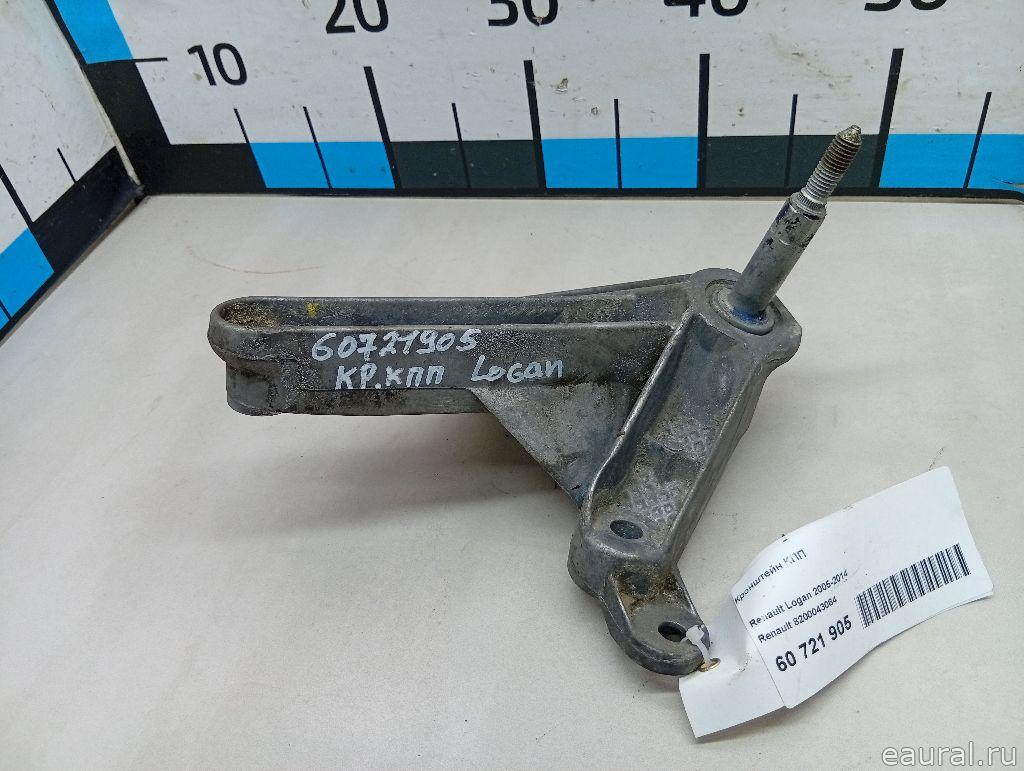 10 20 30 40 50
60721905
КР.КПП Logan
Кронштейн КПП
Renault Logan 2005-2014
Renault 8200043084
60 721 905
eaural.ru